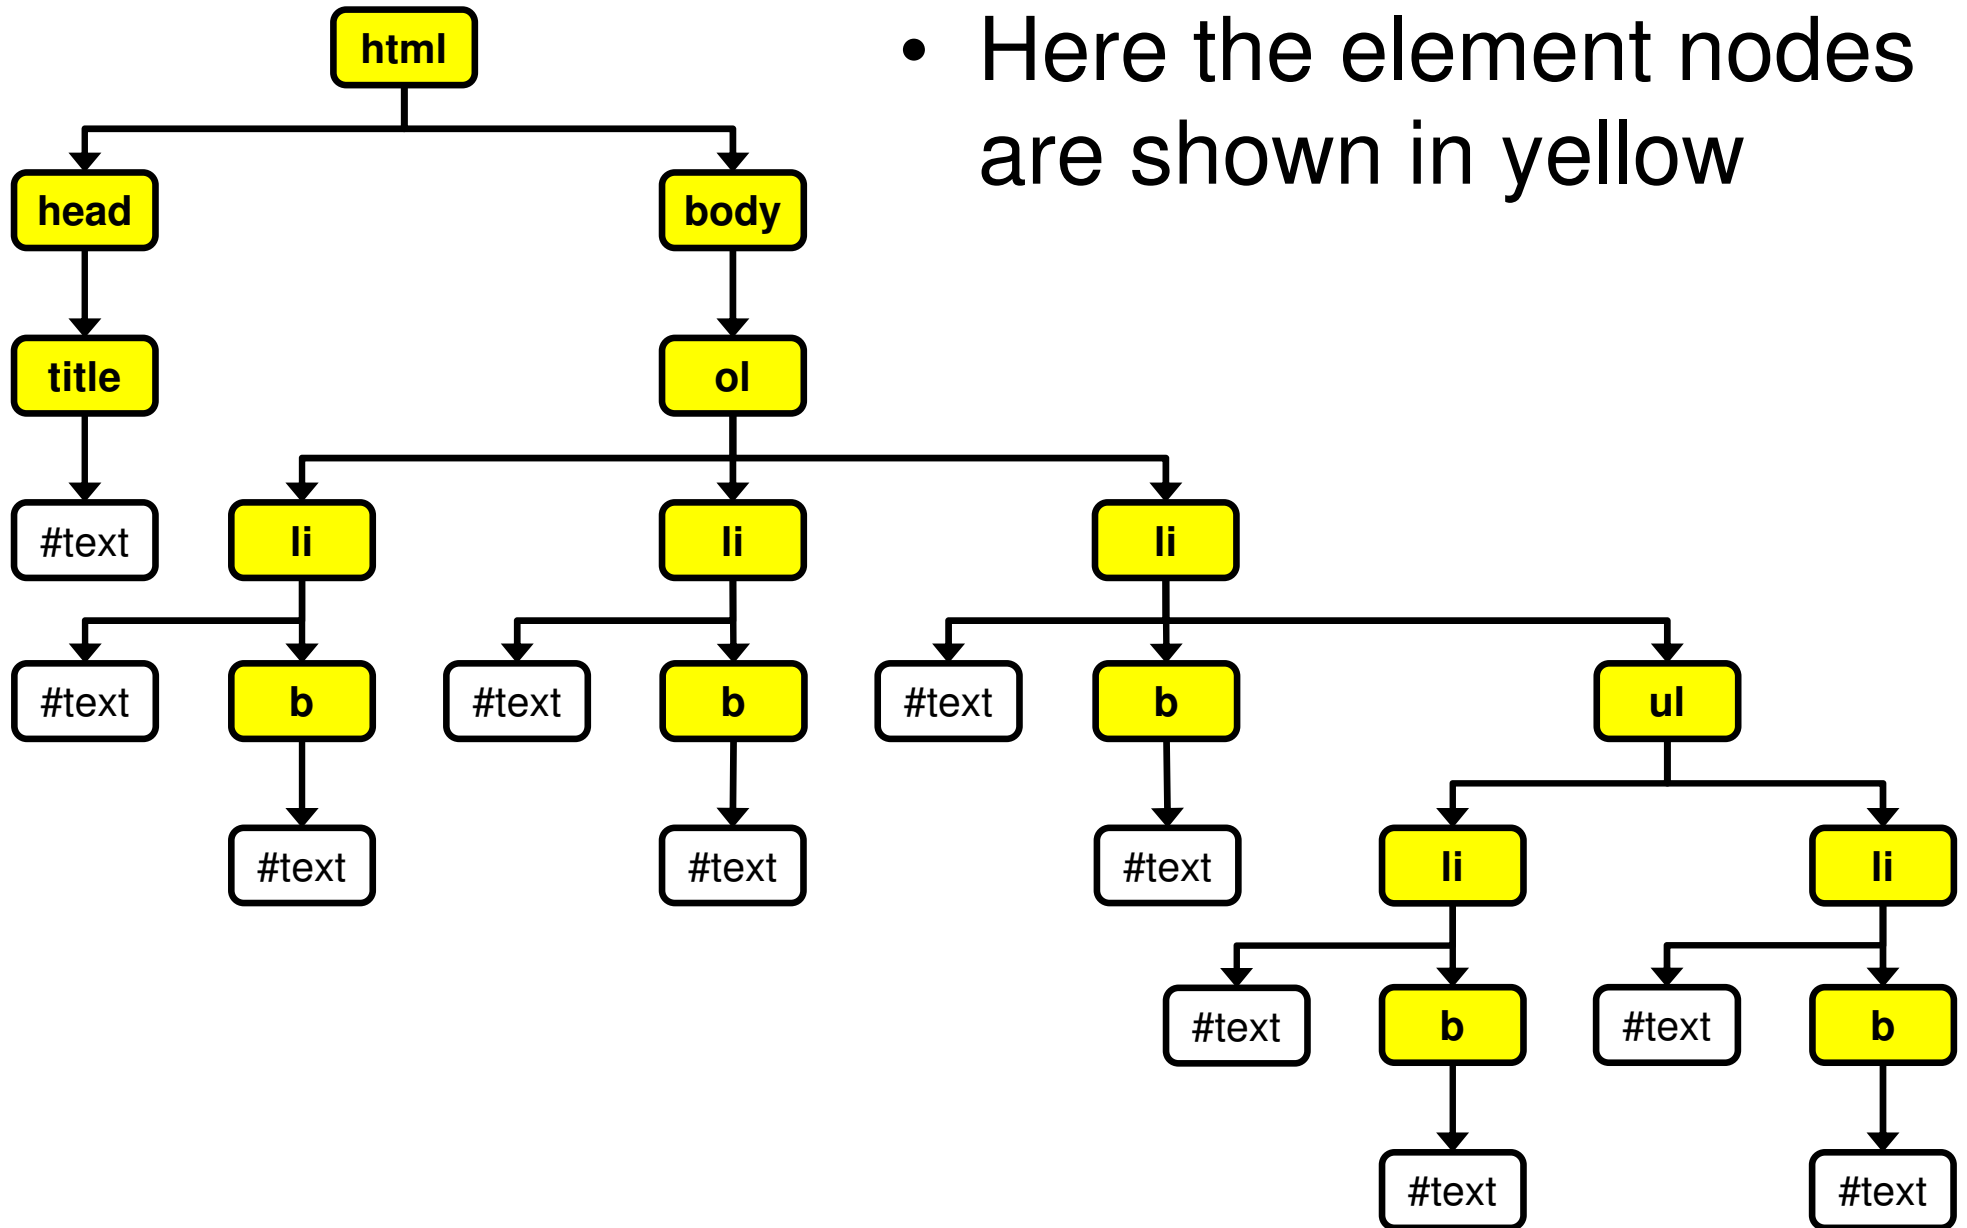 html
• Here the element nodes
are shown in yellow
head body
title ol
#text li li li
#text b #text b #text b ul
#text #text #text li li
#text b #text b
#text #text